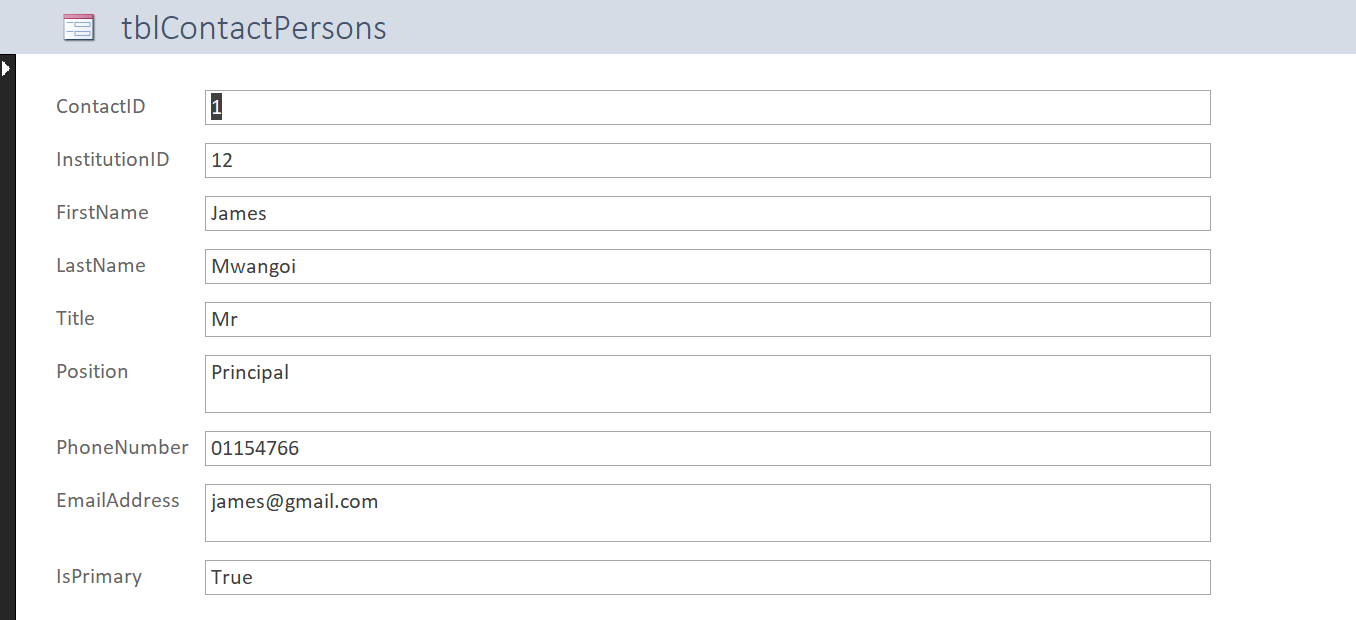 tblContactPersons
ContactID 1
InstitutionID 12
FirstName James
LastName Mwangoi
Title Mr
Position Principal
PhoneNumber 01154766
EmailAddress james@gmail.com
IsPrimary True